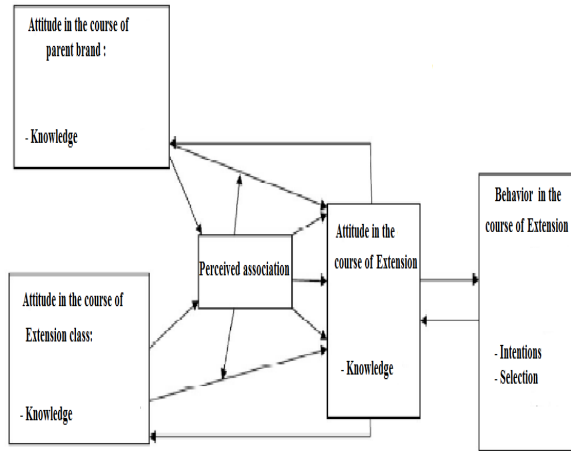 Attitude in the course of
parent brand :
- Knowledge
Perceived association
Attitude in the course of
Extension class:
- Knowledge
Attitude in the
course of Extension
- Knowledge
Behavior in the
course of Extension
- Intentions
- Selection